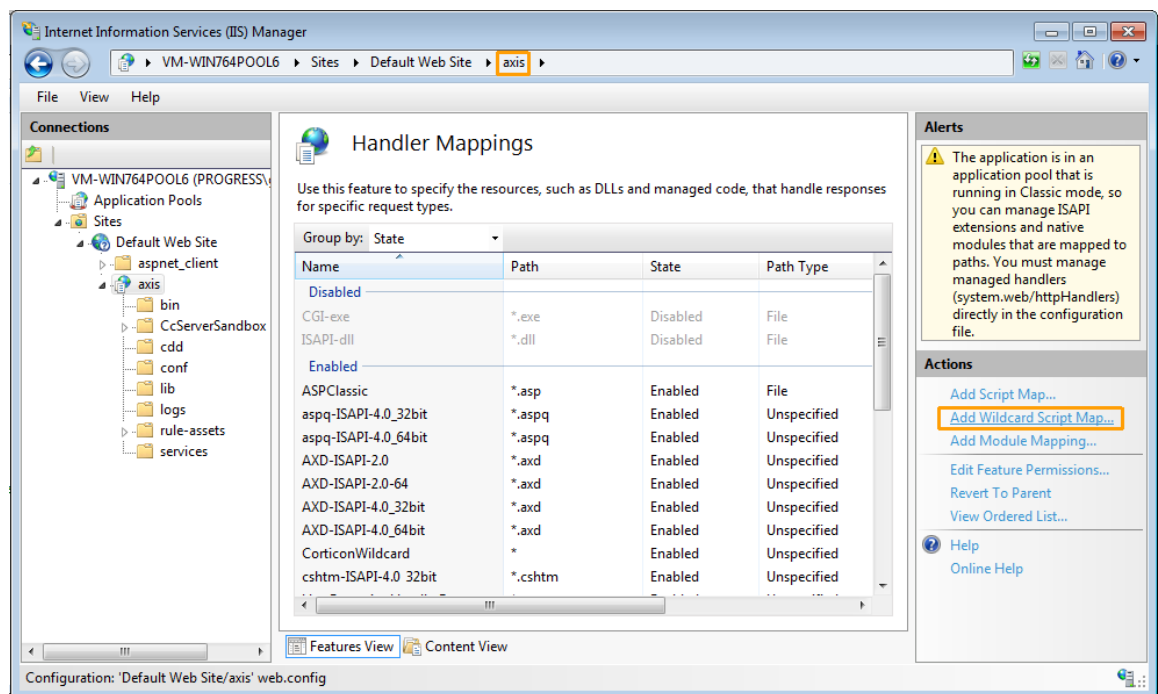 Internet Information Services (IIS) Manager
VM-WIN764POOL6 Sites Default Web Site axis
File View Help
Connections
VM-WIN764POOL6 (PROGRESS\
Application Pools
Sites
Default Web Site
aspnet_client
axis
bin
CcServerSandbox
cdd
conf
lib
logs
rule-assets
services
Handler Mappings
Use this feature to specify the resources, such as DLLs and managed code, that handle responses
for specific request types.
Group by: State
Name Path State Path Type
Disabled
CGI-exe *.exe Disabled File
ISAPI-dll *.dll Disabled File
Enabled
ASPClassic *.asp Enabled File
aspq-ISAPI-4.0_32bit *.aspq Enabled Unspecified
aspq-ISAPI-4.0_64bit *.aspq Enabled Unspecified
AXD-ISAPI-2.0 *.axd Enabled Unspecified
AXD-ISAPI-2.0-64 *.axd Enabled Unspecified
AXD-ISAPI-4.0_32bit *.axd Enabled Unspecified
AXD-ISAPI-4.0_64bit *.axd Enabled Unspecified
CorticonWildcard * Enabled Unspecified
cshtm-ISAPI-4.0_32bit *.cshtm Enabled Unspecified
Features View Content View
Alerts
The application is in an
application pool that is
running in Classic mode, so
you can manage ISAPI
extensions and native
modules that are mapped to
paths. You must manage
managed handlers
(system.web/httpHandlers)
directly in the configuration
file.
Actions
Add Script Map...
Add Wildcard Script Map...
Add Module Mapping...
Edit Feature Permissions...
Revert To Parent
View Ordered List...
Help
Online Help
Configuration: 'Default Web Site/axis' web.config